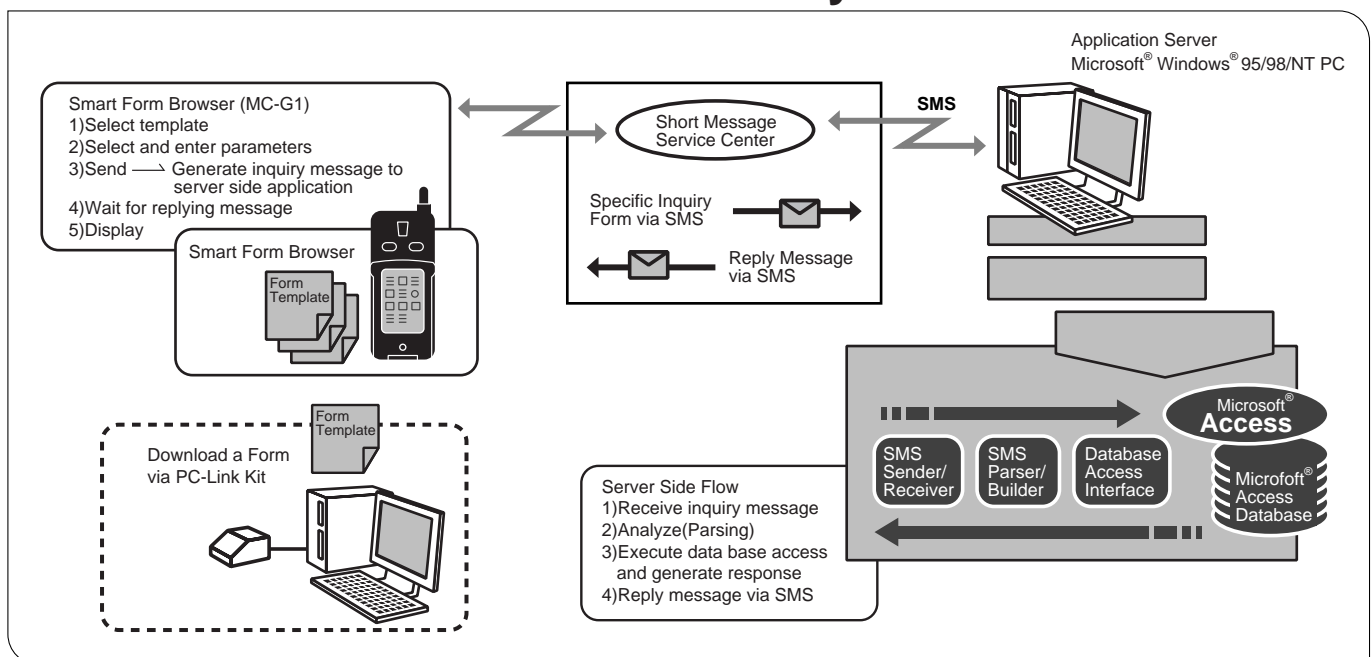 Application Server
Microsoft® Windows® 95/98/NT PC
Smart Form Browser (MC-G1)
1)Select template
2)Select and enter parameters
3)Send → Generate inquiry message to
server side application
4)Wait for replying message
5)Display
Smart Form Browser
Form
Template
SMS
Short Message
Service Center
Specific Inquiry
Form via SMS
Reply Message
via SMS
Form
Template
Download a Form
via PC-Link Kit
Server Side Flow
1)Receive inquiry message
2)Analyze(Parsing)
3)Execute data base access
and generate response
4)Reply message via SMS
SMS
Sender/
Receiver
SMS
Parser/
Builder
Database
Access
Interface
Microsoft®
Access
Microfoft®
Access
Database